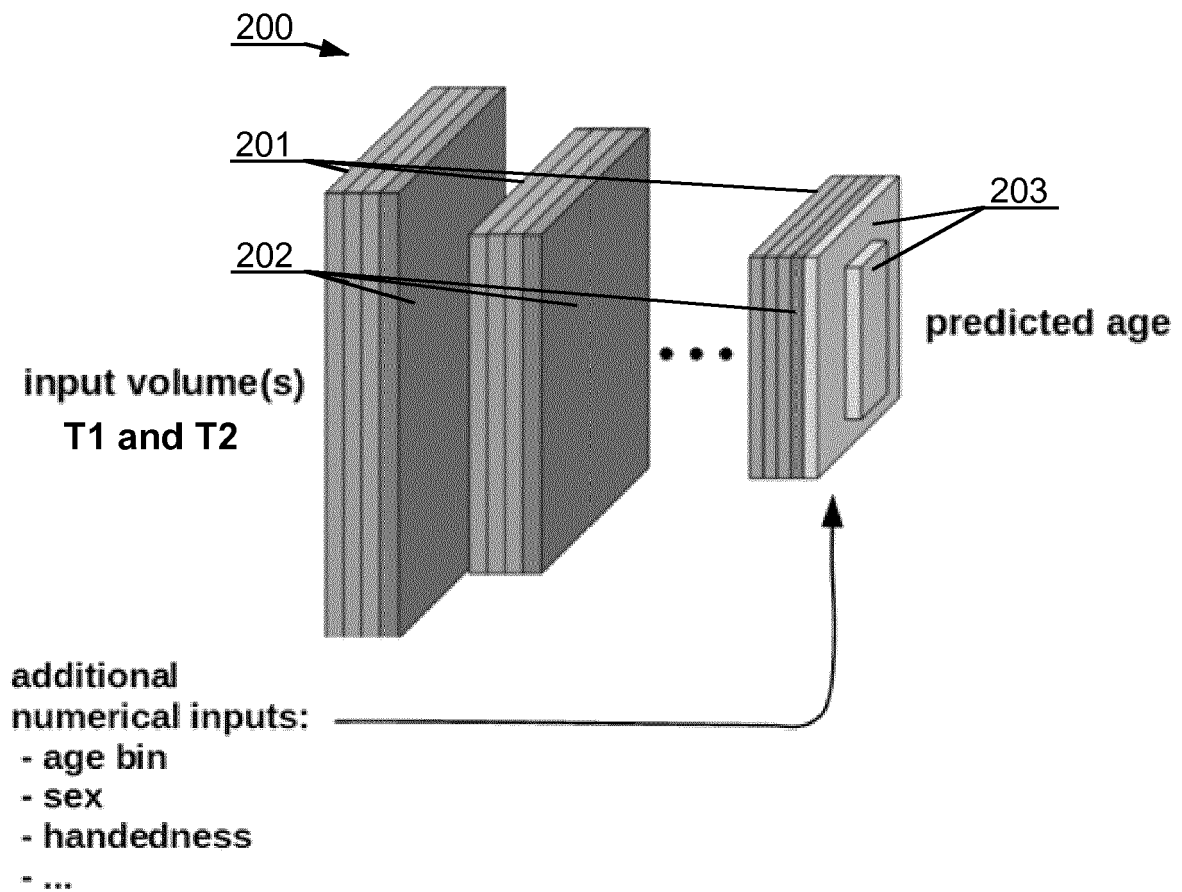 200
201
203
202
predicted age
input volume(s)
T1 and T2
additional
numerical inputs:
- age bin
- sex
- handedness
- ...